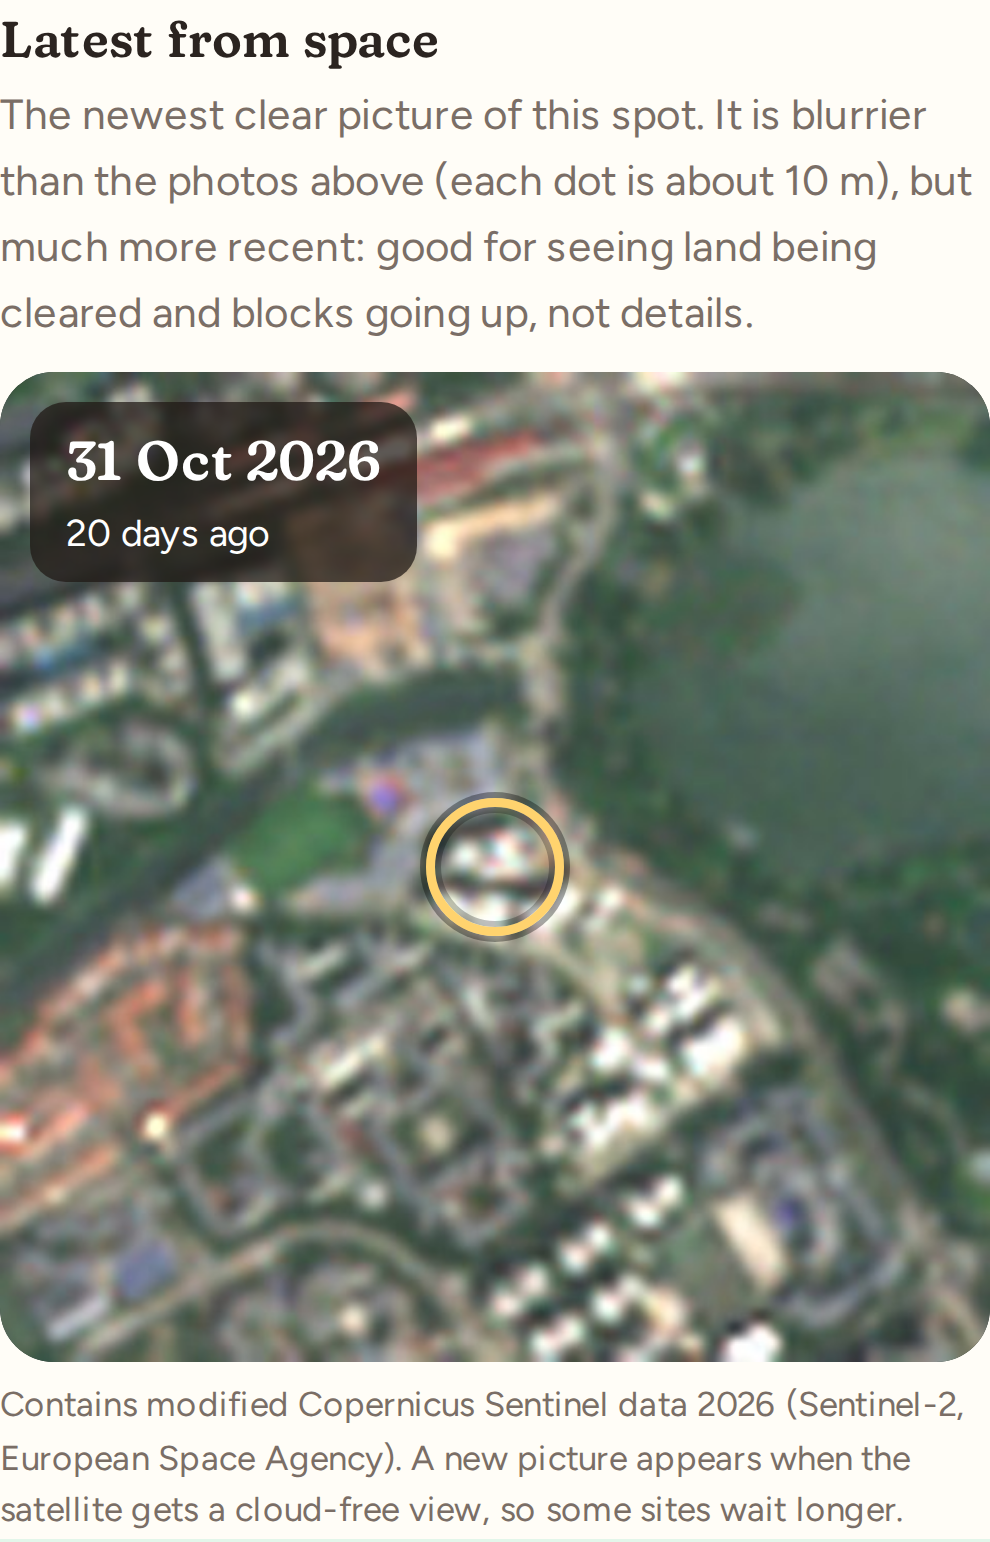 Latest from space
The newest clear picture of this spot. It is blurrier
than the photos above (each dot is about 10 m), but
much more recent: good for seeing land being
cleared and blocks going up, not details.
31 Oct 2026
20 days ago
Contains modified Copernicus Sentinel data 2026 (Sentinel-2,
European Space Agency). A new picture appears when the
satellite gets a cloud-free view, so some sites wait longer.